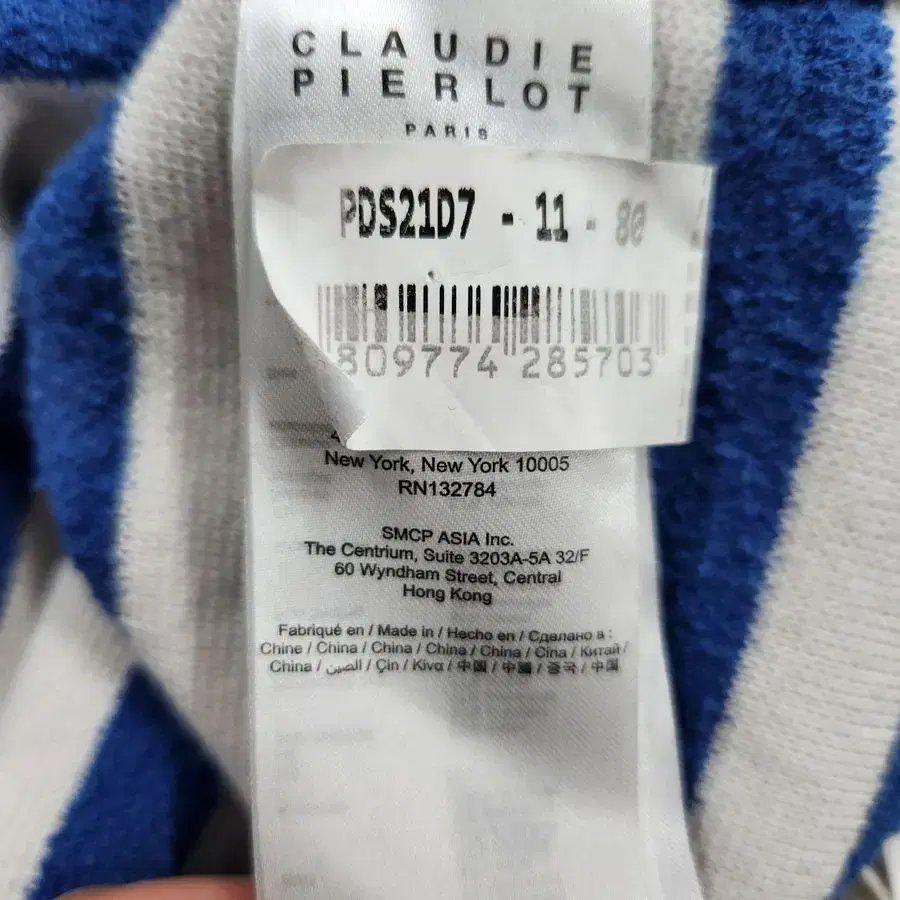 CLAUDIE
PIERLOT
PARIS
PDS21D7 - 11 - 80
809774 285703
New York, New York 10005
RN132784
SMCP ASIA Inc.
The Centrium, Suite 3203A-5A 32/F
60 Wyndham Street, Central
Hong Kong
Fabriqué en / Made in / Hecho en / Сделано в :
Chine / China / China / China / China / Cina / Китай /
China / الصين / Çin / Κίνα / 中国 / 中國 / 중국 / 中国